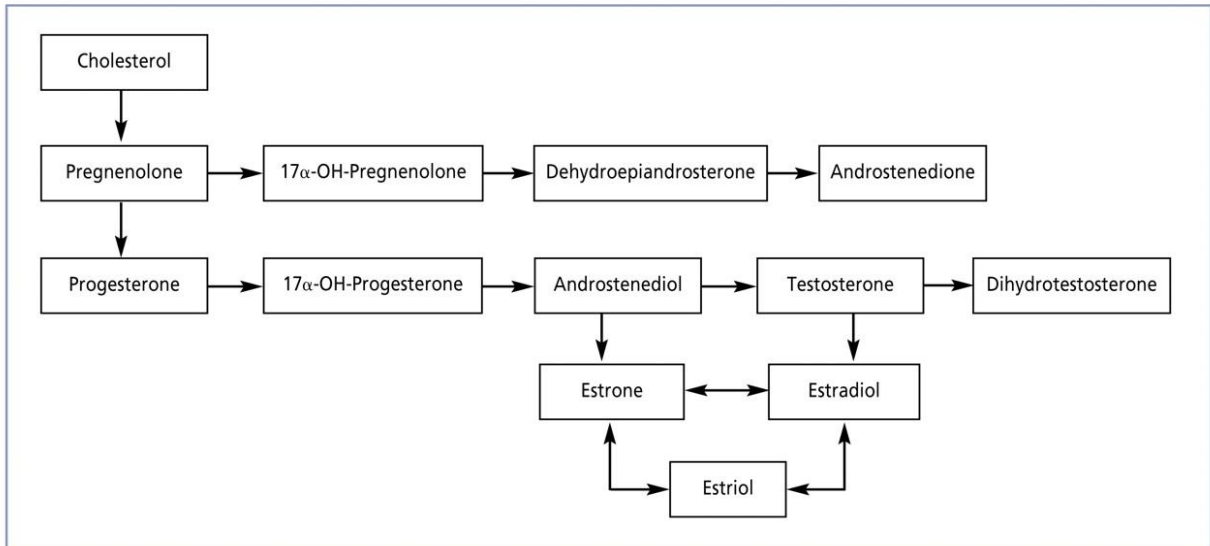 Cholesterol
Pregnenolone
17α-OH-Pregnenolone
Dehydroepiandrosterone
Androstenedione
Progesterone
17α-OH-Progesterone
Androstenediol
Testosterone
Dihydrotestosterone
Estrone
Estradiol
Estriol